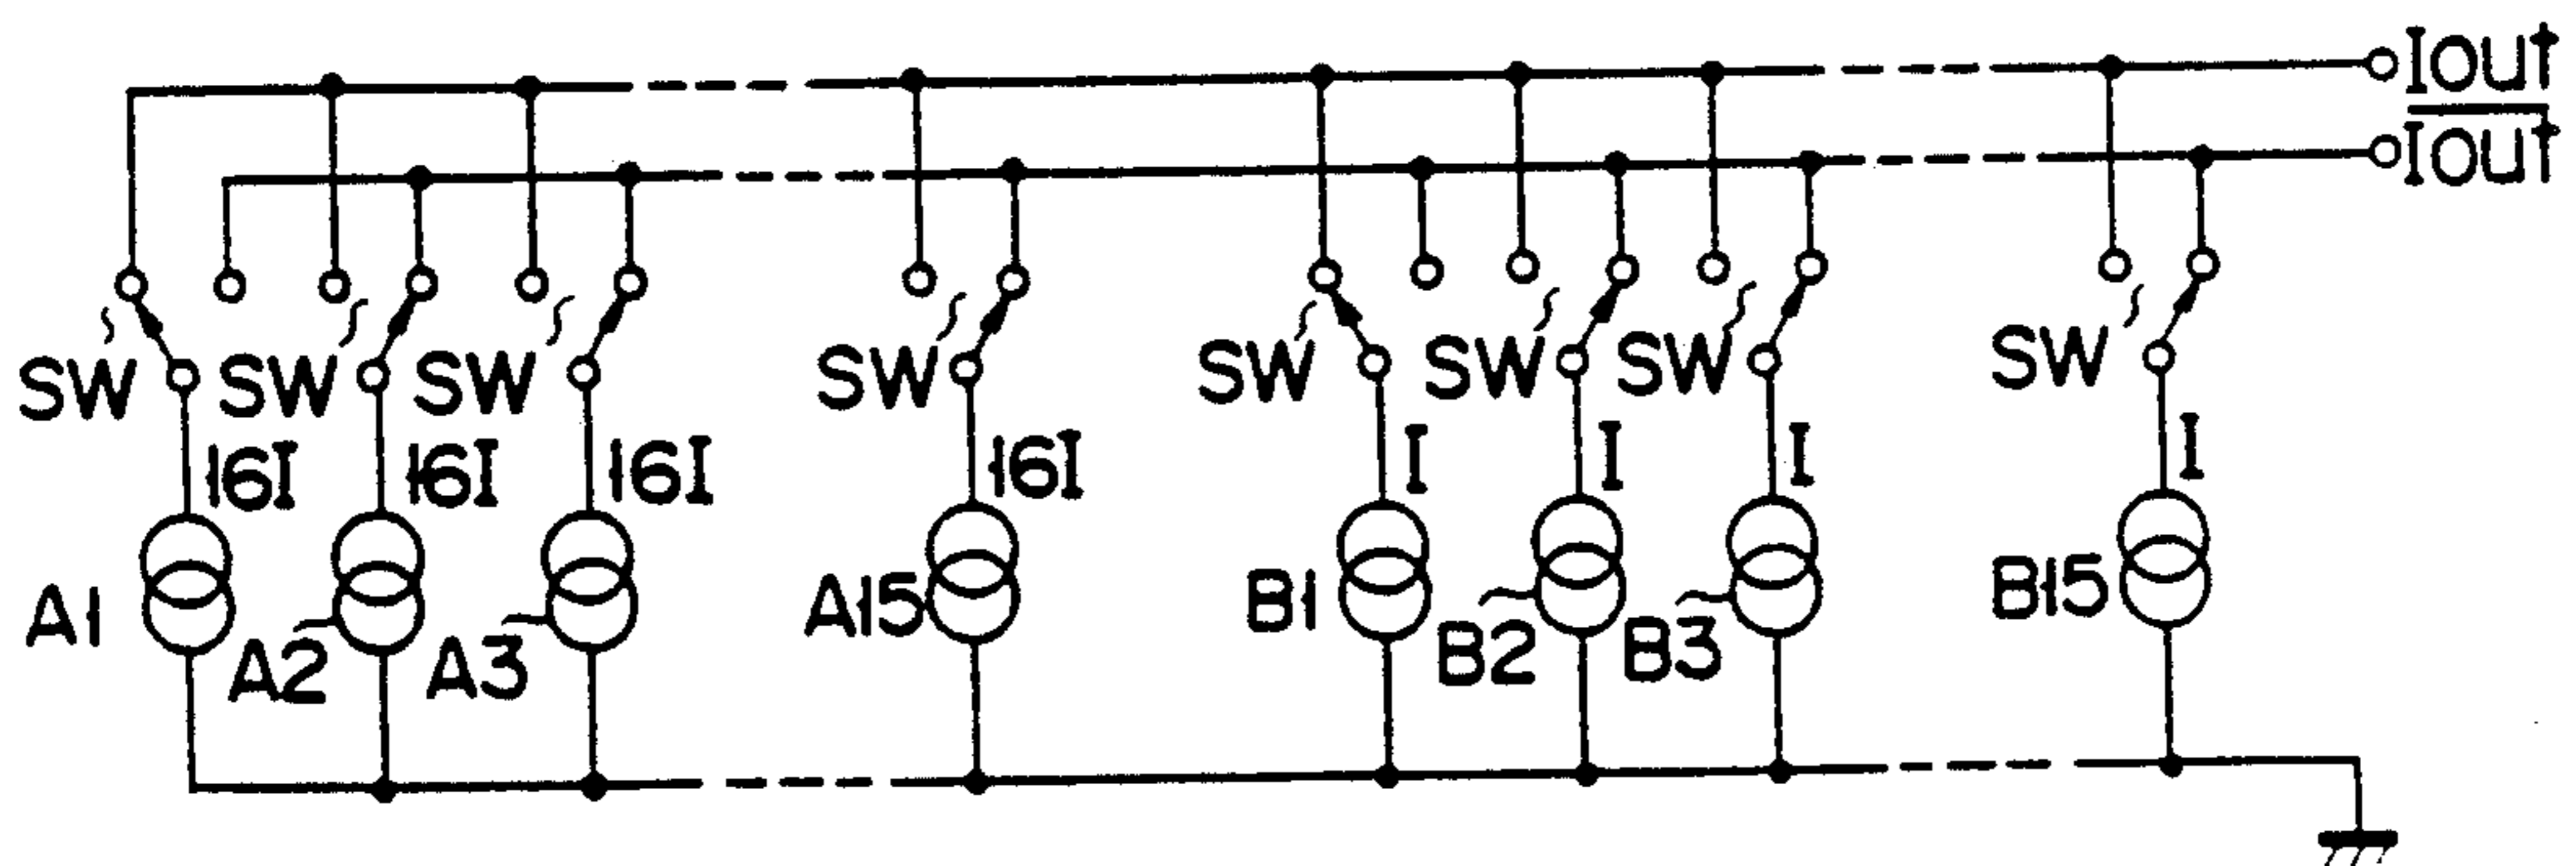 Iout
I̅o̅u̅t̅
SW SW SW SW SW SW SW SW
16I 16I 16I 16I I I I I
A1 A2 A3 A15 B1 B2 B3 B15